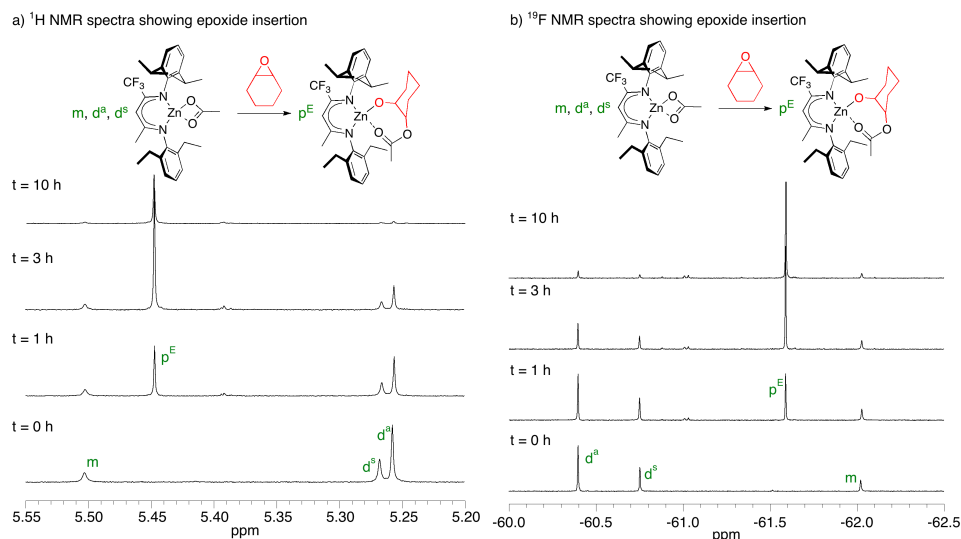 a) ¹H NMR spectra showing epoxide insertion
CF₃
N
N
Zn
O
O
O
m, dᵃ, dˢ
pᴱ
CF₃
N
N
Zn
O
O
O
t = 10 h
t = 3 h
t = 1 h
pᴱ
t = 0 h
m
dˢ
dᵃ
5.55 5.50 5.45 5.40 5.35 5.30 5.25 5.20
ppm
b) ¹⁹F NMR spectra showing epoxide insertion
CF₃
N
N
Zn
O
O
O
m, dᵃ, dˢ
pᴱ
CF₃
N
N
Zn
O
O
O
t = 10 h
t = 3 h
t = 1 h
pᴱ
t = 0 h
dᵃ
dˢ
m
-60.0 -60.5 -61.0 -61.5 -62.0 -62.5
ppm